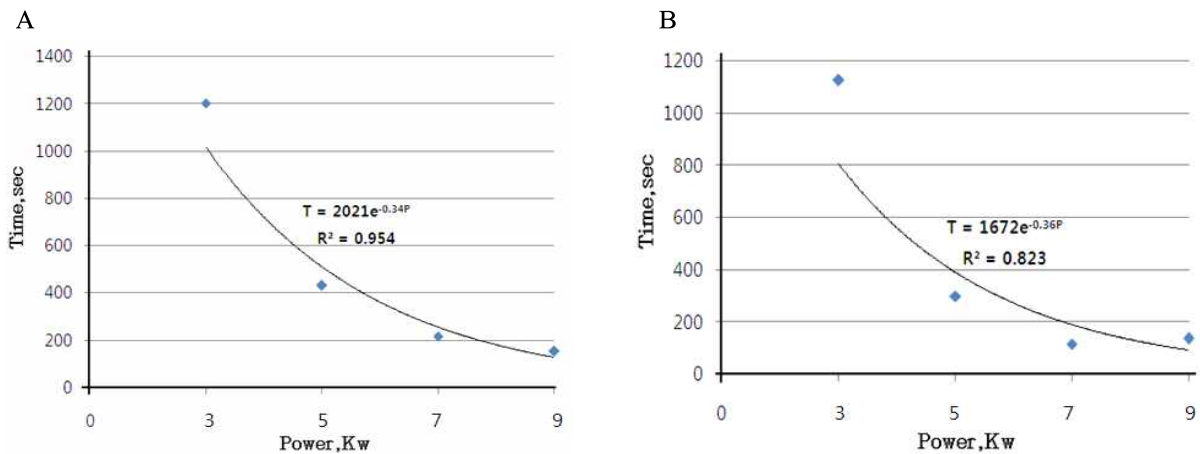 A
1400
1200
1000
800
600
400
200
0
Time,sec
T = 2021e^-0.34P
R² = 0.954
0 3 5 7 9
Power,Kw
B
1200
1000
800
600
400
200
0
Time,sec
T = 1672e^-0.36P
R² = 0.823
0 3 5 7 9
Power,Kw